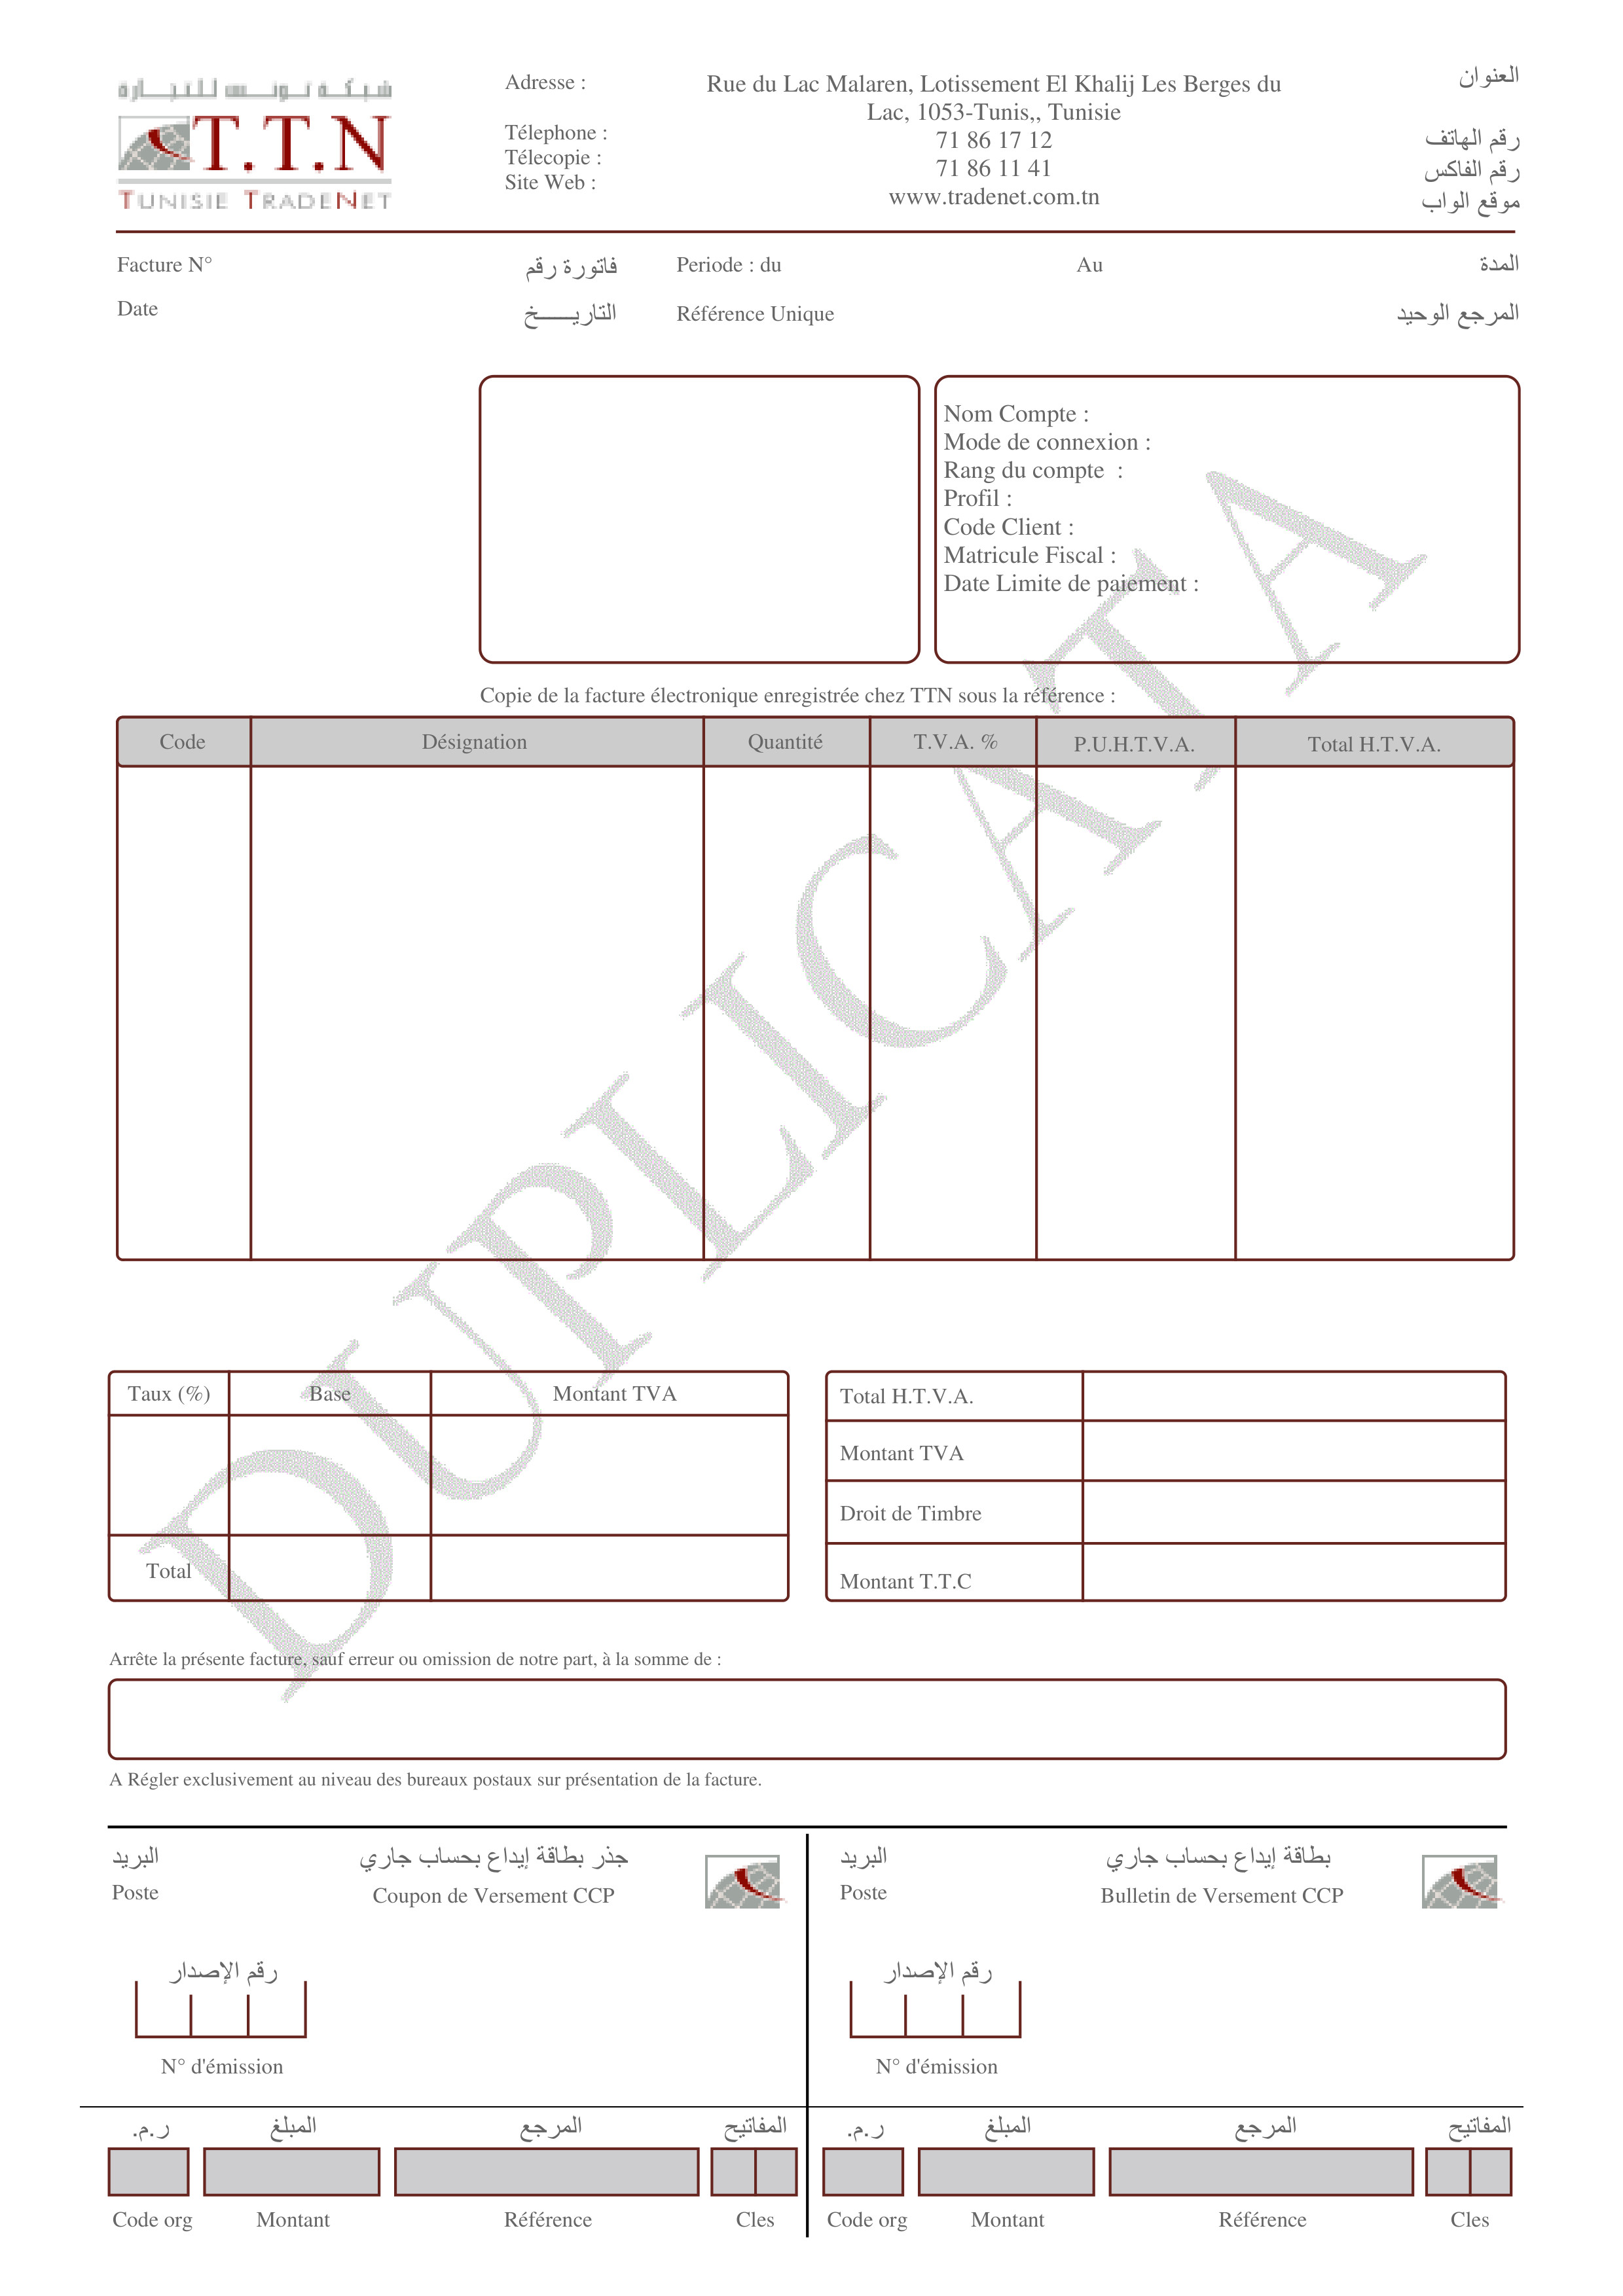 شبكة تونس للتجارة
T.T.N
TUNISIE TRADENET
Adresse : Rue du Lac Malaren, Lotissement El Khalij Les Berges du العنوان
Lac, 1053-Tunis,, Tunisie
Télephone : 71 86 17 12 رقم الهاتف
Télecopie : 71 86 11 41 رقم الفاكس
Site Web : www.tradenet.com.tn موقع الواب
Facture N° فاتورة رقم Periode : du Au المدة
Date التاريـــــخ Référence Unique المرجع الوحيد
Nom Compte :
Mode de connexion :
Rang du compte :
Profil :
Code Client :
Matricule Fiscal :
Date Limite de paiement :
Copie de la facture électronique enregistrée chez TTN sous la référence :
Code Désignation Quantité T.V.A. % P.U.H.T.V.A. Total H.T.V.A.
DUPLICATA
Taux (%) Base Montant TVA
Total
Total H.T.V.A.
Montant TVA
Droit de Timbre
Montant T.T.C
Arrête la présente facture, sauf erreur ou omission de notre part, à la somme de :
A Régler exclusivement au niveau des bureaux postaux sur présentation de la facture.
البريد جذر بطاقة إيداع بحساب جاري
Poste Coupon de Versement CCP
رقم الإصدار
N° d'émission
ر.م. المبلغ المرجع المفاتيح
Code org Montant Référence Cles
البريد بطاقة إيداع بحساب جاري
Poste Bulletin de Versement CCP
رقم الإصدار
N° d'émission
ر.م. المبلغ المرجع المفاتيح
Code org Montant Référence Cles